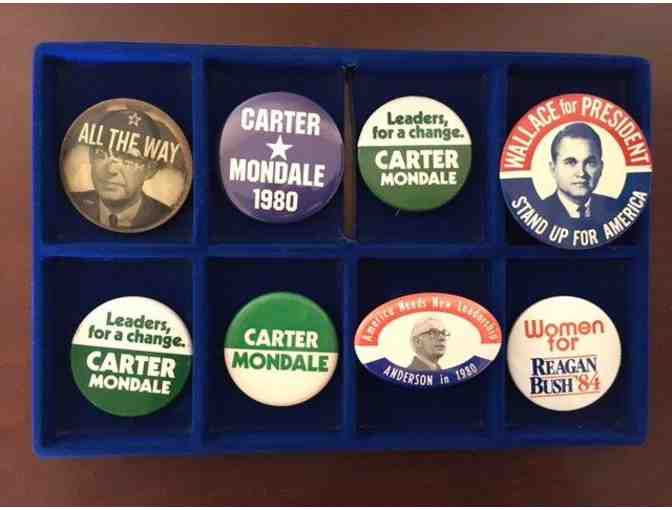 ALL THE WAY
CARTER
MONDALE
1980
Leaders,
for a change.
CARTER
MONDALE
WALLACE for PRESIDENT
STAND UP FOR AMERICA
Leaders,
for a change.
CARTER
MONDALE
CARTER
MONDALE
America Needs New Leadership
ANDERSON in 1980
Women
for
REAGAN
BUSH '84